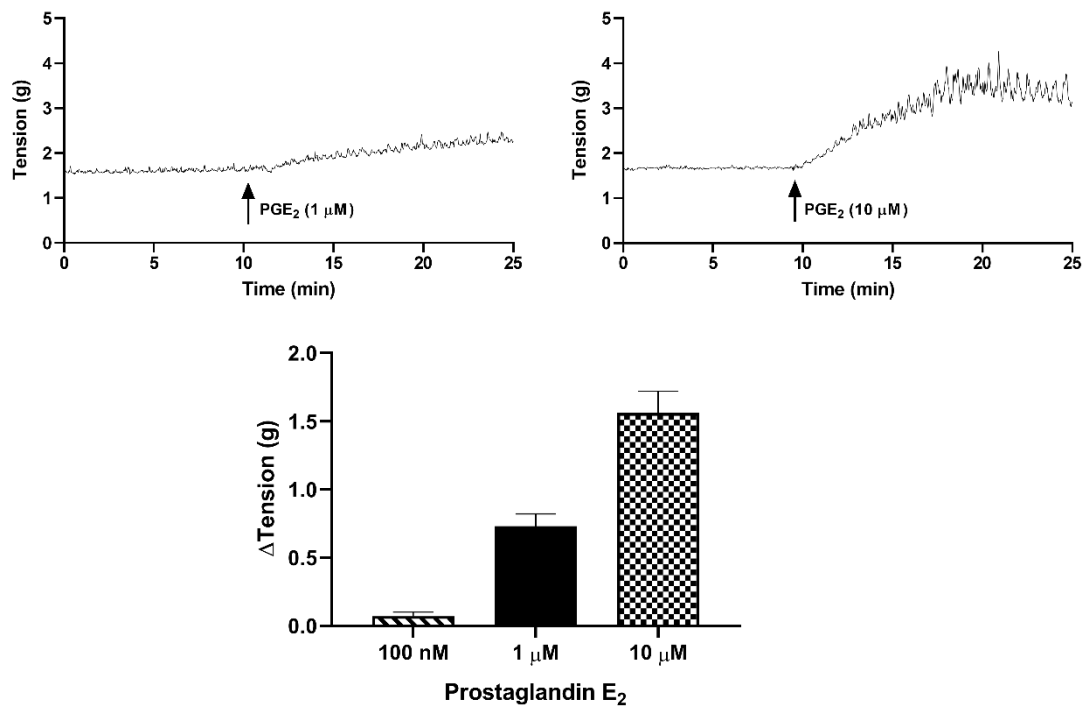 5
4
3
2
1
0
Tension (g)
PGE₂ (1 μM)
0 5 10 15 20 25
Time (min)
5
4
3
2
1
0
Tension (g)
PGE₂ (10 μM)
0 5 10 15 20 25
Time (min)
2.0
1.5
1.0
0.5
0.0
ΔTension (g)
100 nM 1 μM 10 μM
Prostaglandin E₂